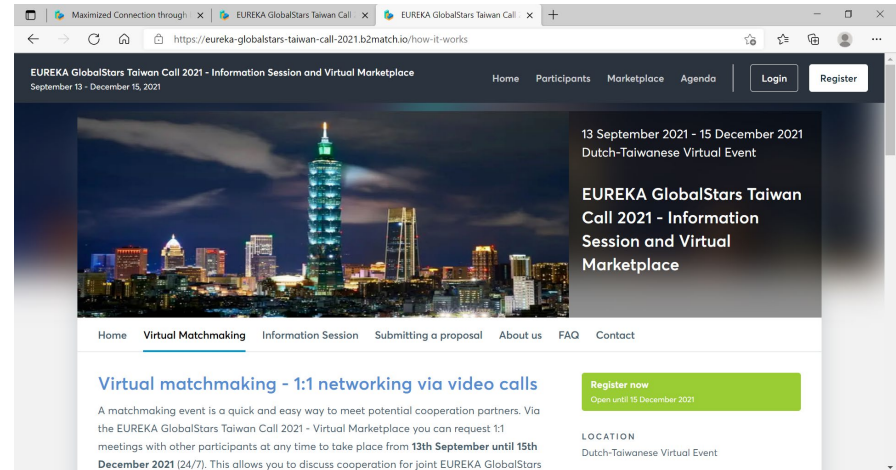 Maximized Connection through
EUREKA GlobalStars Taiwan Call
EUREKA GlobalStars Taiwan Call
https://eureka-globalstars-taiwan-call-2021.b2match.io/how-it-works
EUREKA GlobalStars Taiwan Call 2021 - Information Session and Virtual Marketplace
September 13 - December 15, 2021
Home Participants Marketplace Agenda Login Register
13 September 2021 - 15 December 2021
Dutch-Taiwanese Virtual Event
EUREKA GlobalStars Taiwan
Call 2021 - Information
Session and Virtual
Marketplace
Home Virtual Matchmaking Information Session Submitting a proposal About us FAQ Contact
Virtual matchmaking - 1:1 networking via video calls
A matchmaking event is a quick and easy way to meet potential cooperation partners. Via
the EUREKA GlobalStars Taiwan Call 2021 - Virtual Marketplace you can request 1:1
meetings with other participants at any time to take place from 13th September until 15th
December 2021 (24/7). This allows you to discuss cooperation for joint EUREKA GlobalStars
Register now
Open until 15 December 2021
LOCATION
Dutch-Taiwanese Virtual Event